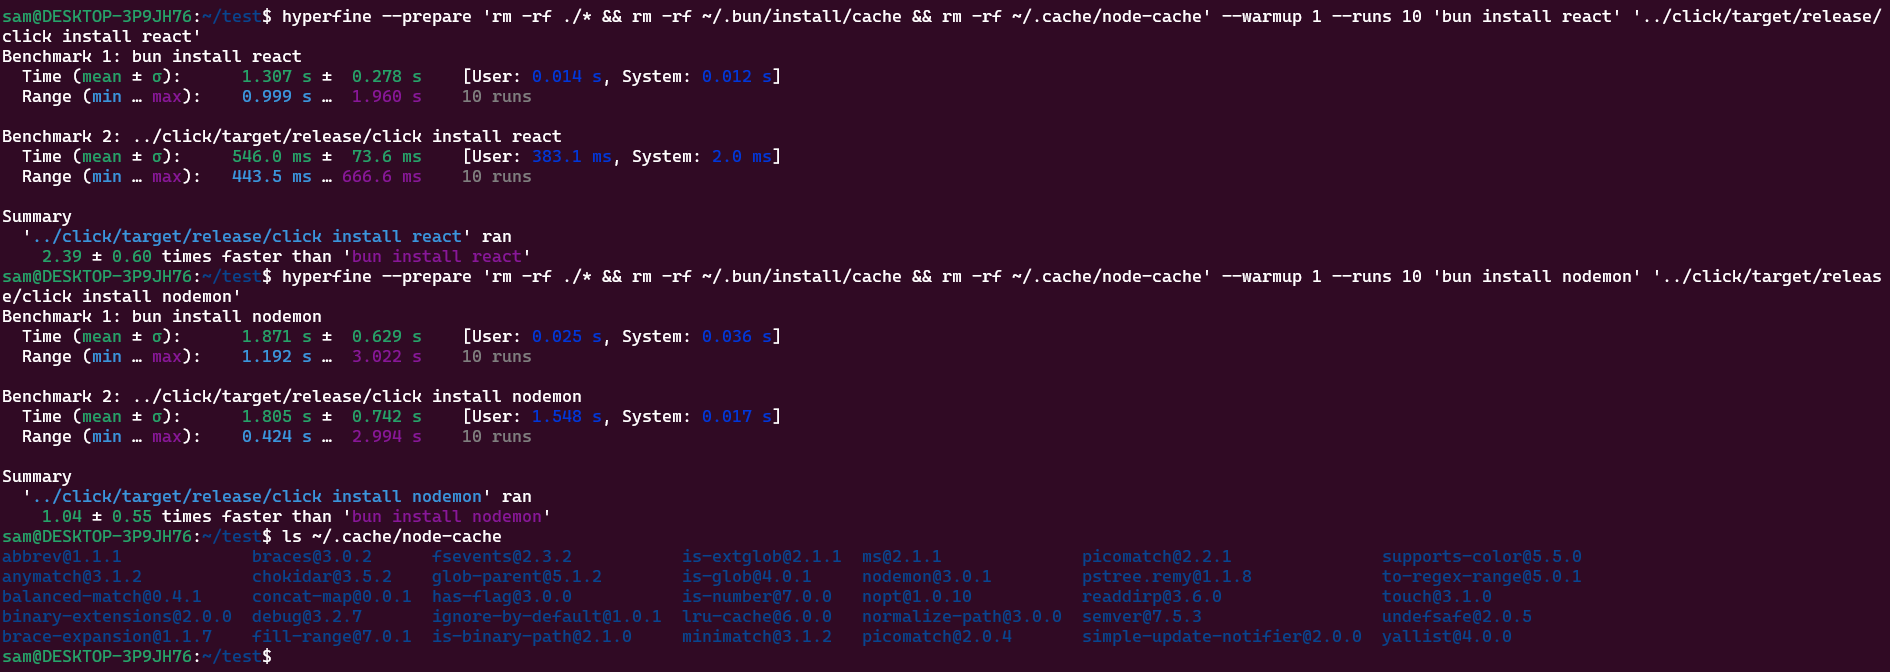 sam@DESKTOP-3P9JH76:~/test$ hyperfine --prepare 'rm -rf ./* && rm -rf ~/.bun/install/cache && rm -rf ~/.cache/node-cache' --warmup 1 --runs 10 'bun install react' '../click/target/release/
click install react'
Benchmark 1: bun install react
  Time (mean ± σ):      1.307 s ±  0.278 s    [User: 0.014 s, System: 0.012 s]
  Range (min … max):    0.999 s …  1.960 s    10 runs

Benchmark 2: ../click/target/release/click install react
  Time (mean ± σ):     546.0 ms ±  73.6 ms    [User: 383.1 ms, System: 2.0 ms]
  Range (min … max):   443.5 ms … 666.6 ms    10 runs

Summary
  '../click/target/release/click install react' ran
    2.39 ± 0.60 times faster than 'bun install react'
sam@DESKTOP-3P9JH76:~/test$ hyperfine --prepare 'rm -rf ./* && rm -rf ~/.bun/install/cache && rm -rf ~/.cache/node-cache' --warmup 1 --runs 10 'bun install nodemon' '../click/target/releas
e/click install nodemon'
Benchmark 1: bun install nodemon
  Time (mean ± σ):      1.871 s ±  0.629 s    [User: 0.025 s, System: 0.036 s]
  Range (min … max):    1.192 s …  3.022 s    10 runs

Benchmark 2: ../click/target/release/click install nodemon
  Time (mean ± σ):      1.805 s ±  0.742 s    [User: 1.548 s, System: 0.017 s]
  Range (min … max):    0.424 s …  2.994 s    10 runs

Summary
  '../click/target/release/click install nodemon' ran
    1.04 ± 0.55 times faster than 'bun install nodemon'
sam@DESKTOP-3P9JH76:~/test$ ls ~/.cache/node-cache
abbrev@1.1.1             braces@3.0.2      fsevents@2.3.2           is-extglob@2.1.1  ms@2.1.1              picomatch@2.2.1               supports-color@5.5.0
anymatch@3.1.2           chokidar@3.5.2    glob-parent@5.1.2        is-glob@4.0.1     nodemon@3.0.1         pstree.remy@1.1.8             to-regex-range@5.0.1
balanced-match@0.4.1     concat-map@0.0.1  has-flag@3.0.0           is-number@7.0.0   nopt@1.0.10           readdirp@3.6.0                touch@3.1.0
binary-extensions@2.0.0  debug@3.2.7       ignore-by-default@1.0.1  lru-cache@6.0.0   normalize-path@3.0.0  semver@7.5.3                  undefsafe@2.0.5
brace-expansion@1.1.7    fill-range@7.0.1  is-binary-path@2.1.0     minimatch@3.1.2   picomatch@2.0.4       simple-update-notifier@2.0.0  yallist@4.0.0
sam@DESKTOP-3P9JH76:~/test$